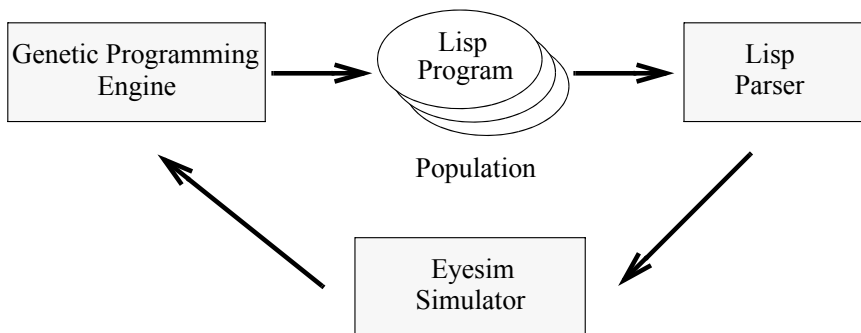 Genetic Programming
Engine
Lisp
Program
Lisp
Parser
Population
Eyesim
Simulator